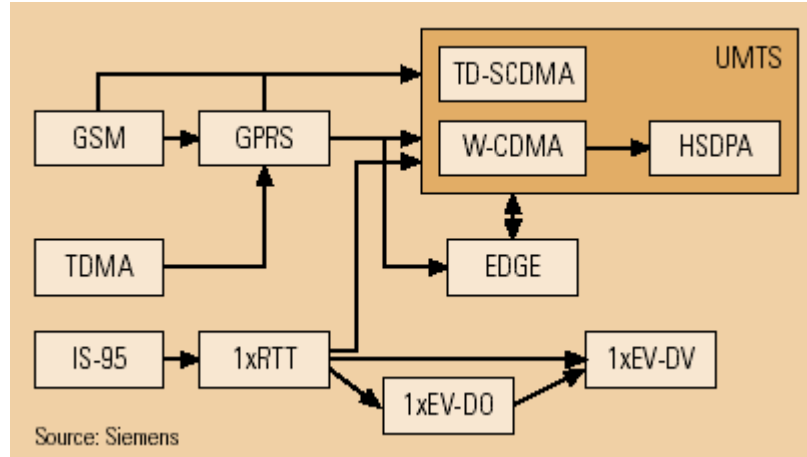 UMTS
TD-SCDMA
GSM
GPRS
W-CDMA
HSDPA
TDMA
EDGE
IS-95
1xRTT
1xEV-DV
1xEV-DO
Source: Siemens